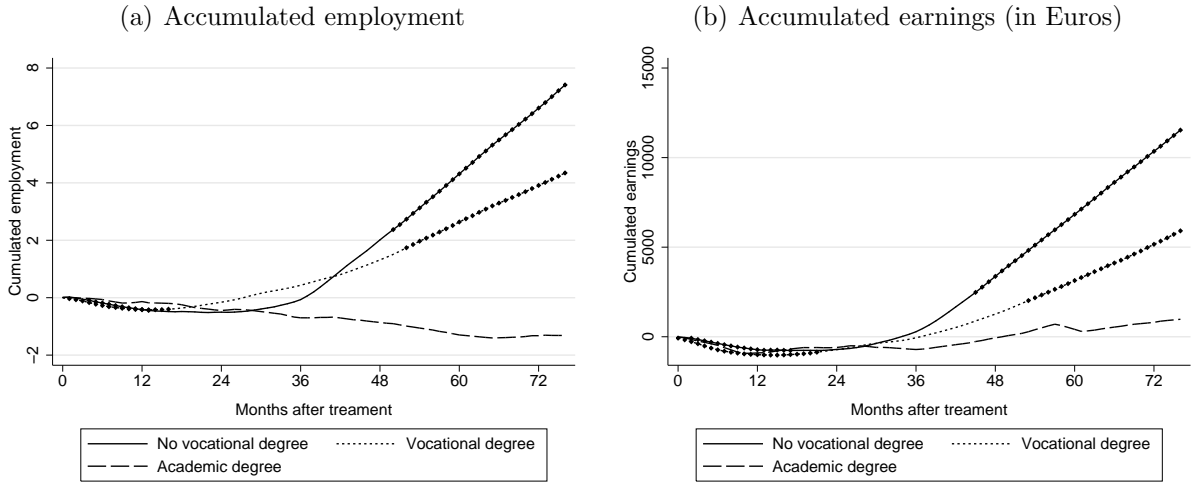 (a) Accumulated employment
8
6
4
2
0
−2
Cumulated employment
0 12 24 36 48 60 72
Months after treament
No vocational degree Vocational degree
Academic degree
(b) Accumulated earnings (in Euros)
15000
10000
5000
0
Cumulated earnings
0 12 24 36 48 60 72
Months after treament
No vocational degree Vocational degree
Academic degree